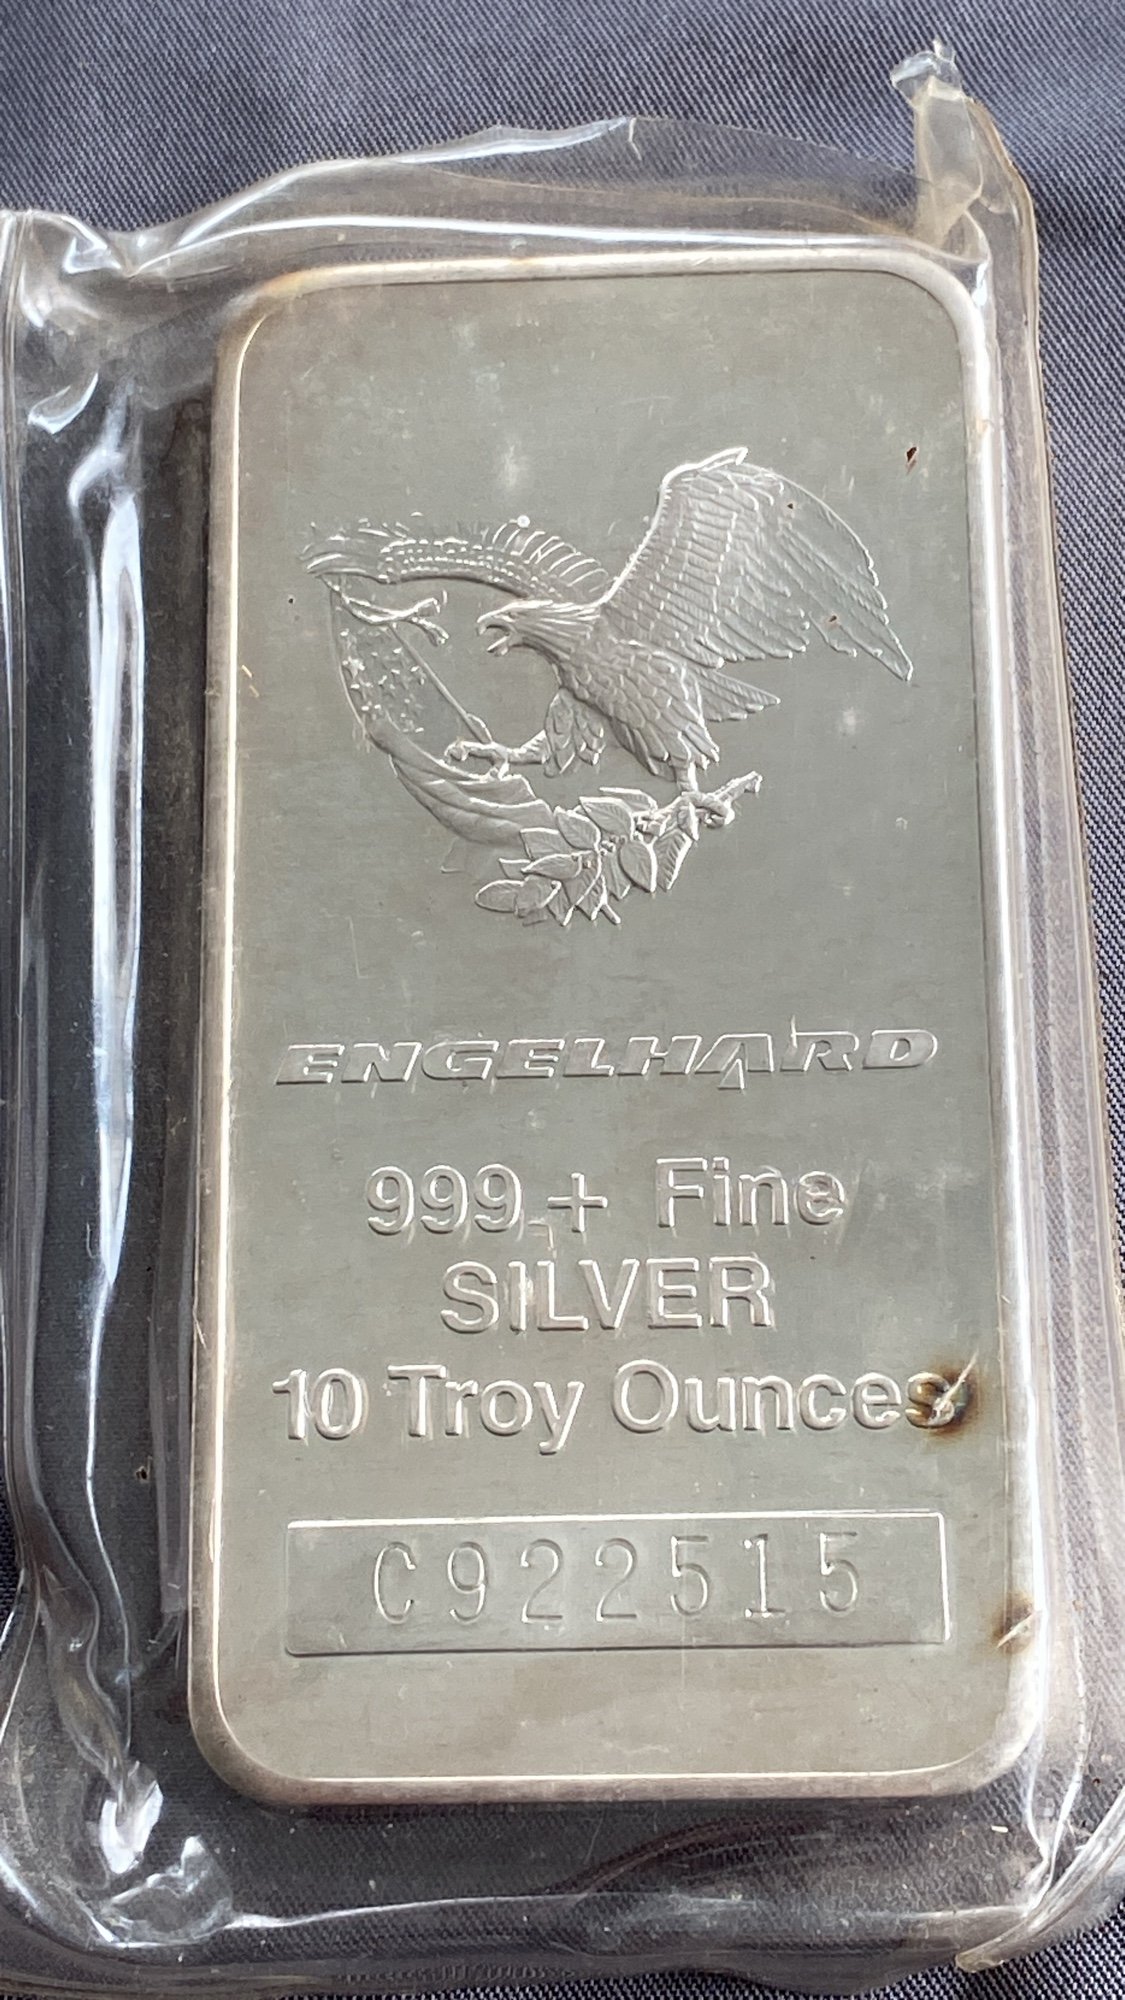 ENGELHARD
999 + Fine
SILVER
10 Troy Ounces
C922515